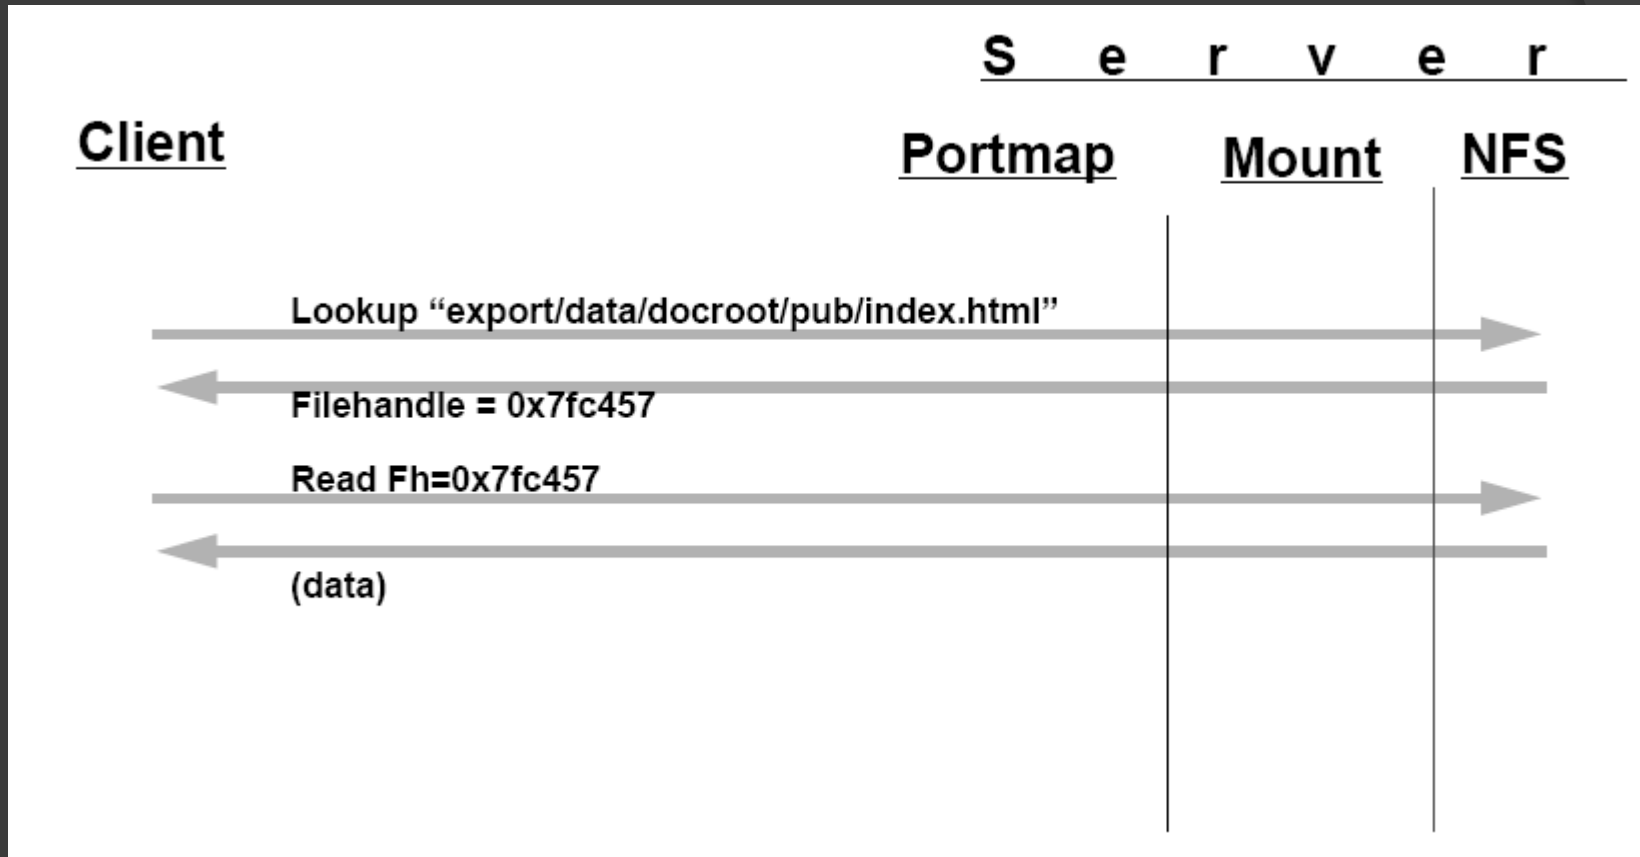 S e r v e r
Client
Portmap
Mount
NFS
Lookup “export/data/docroot/pub/index.html”
Filehandle = 0x7fc457
Read Fh=0x7fc457
(data)